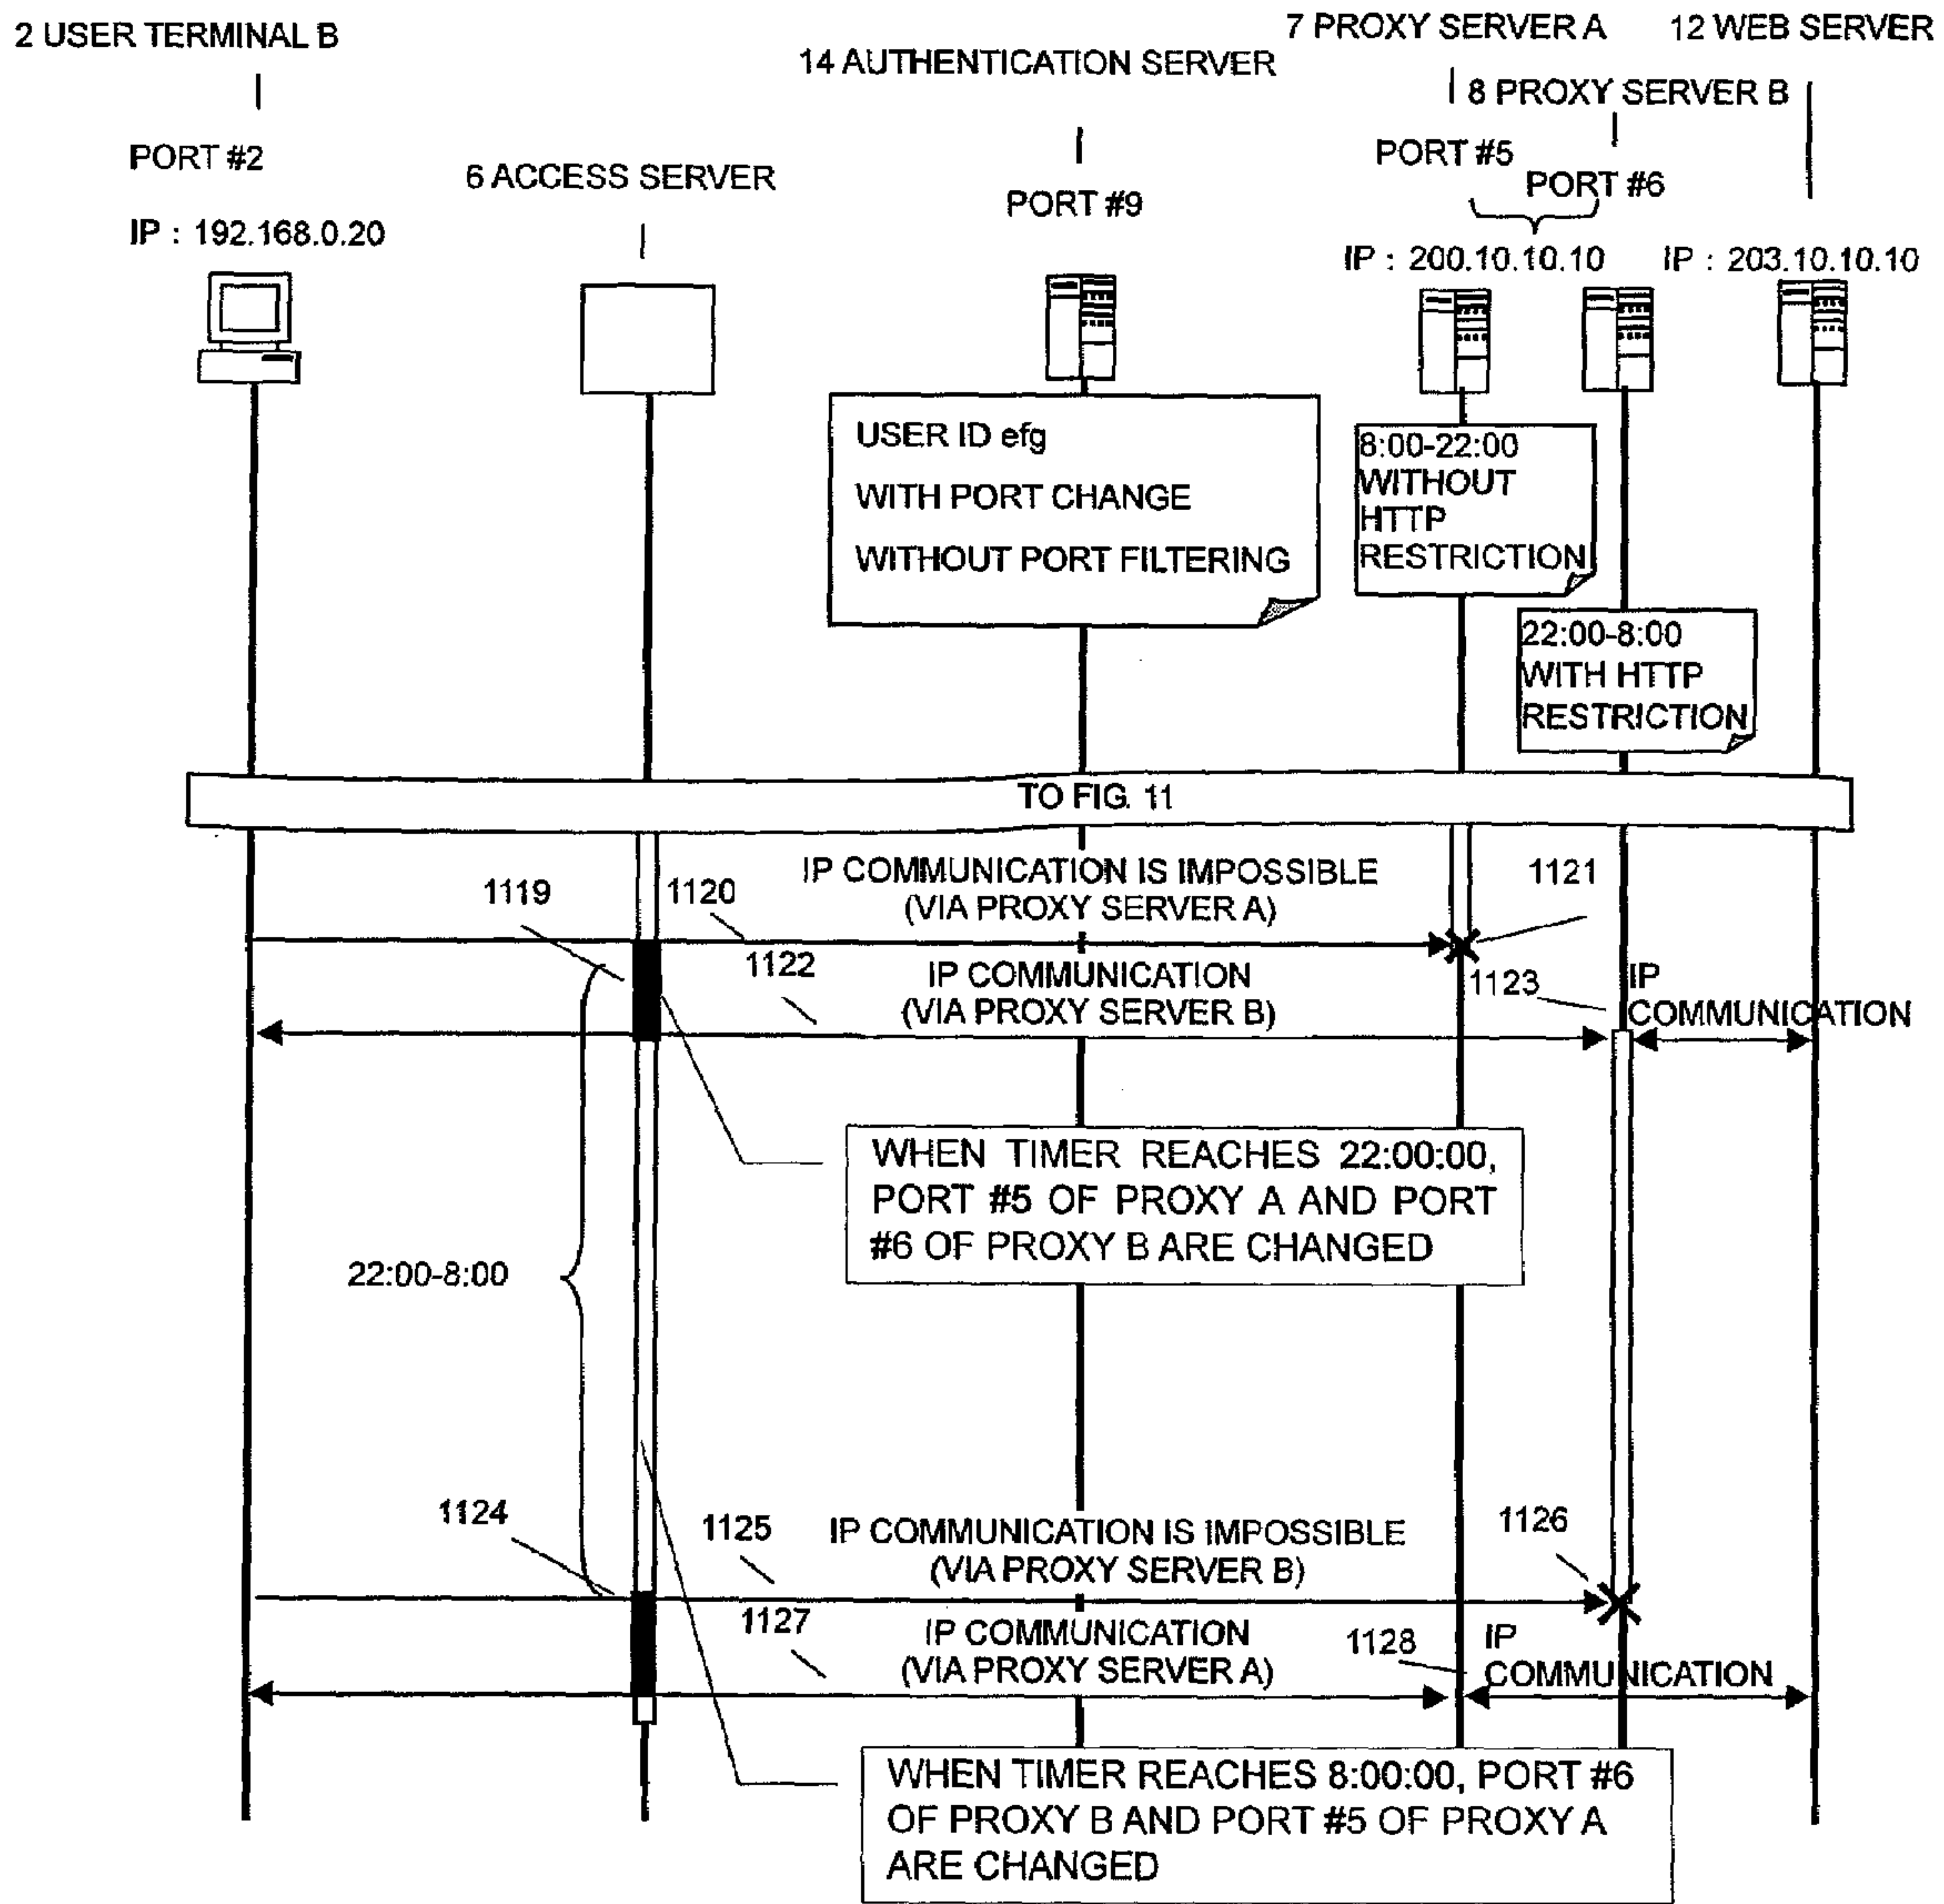 2 USER TERMINAL B
14 AUTHENTICATION SERVER
7 PROXY SERVER A
12 WEB SERVER
8 PROXY SERVER B
PORT #2
6 ACCESS SERVER
PORT #9
PORT #5
PORT #6
IP : 192.168.0.20
IP : 200.10.10.10
IP : 203.10.10.10
USER ID efg
WITH PORT CHANGE
WITHOUT PORT FILTERING
8:00-22:00
WITHOUT
HTTP
RESTRICTION
22:00-8:00
WITH HTTP
RESTRICTION
TO FIG. 11
1119
1120
IP COMMUNICATION IS IMPOSSIBLE
(VIA PROXY SERVER A)
1121
1122
IP COMMUNICATION
(VIA PROXY SERVER B)
1123
IP
COMMUNICATION
WHEN TIMER REACHES 22:00:00,
PORT #5 OF PROXY A AND PORT
#6 OF PROXY B ARE CHANGED
22:00-8:00
1124
1125
IP COMMUNICATION IS IMPOSSIBLE
(VIA PROXY SERVER B)
1126
1127
IP COMMUNICATION
(VIA PROXY SERVER A)
1128
IP
COMMUNICATION
WHEN TIMER REACHES 8:00:00, PORT #6
OF PROXY B AND PORT #5 OF PROXY A
ARE CHANGED